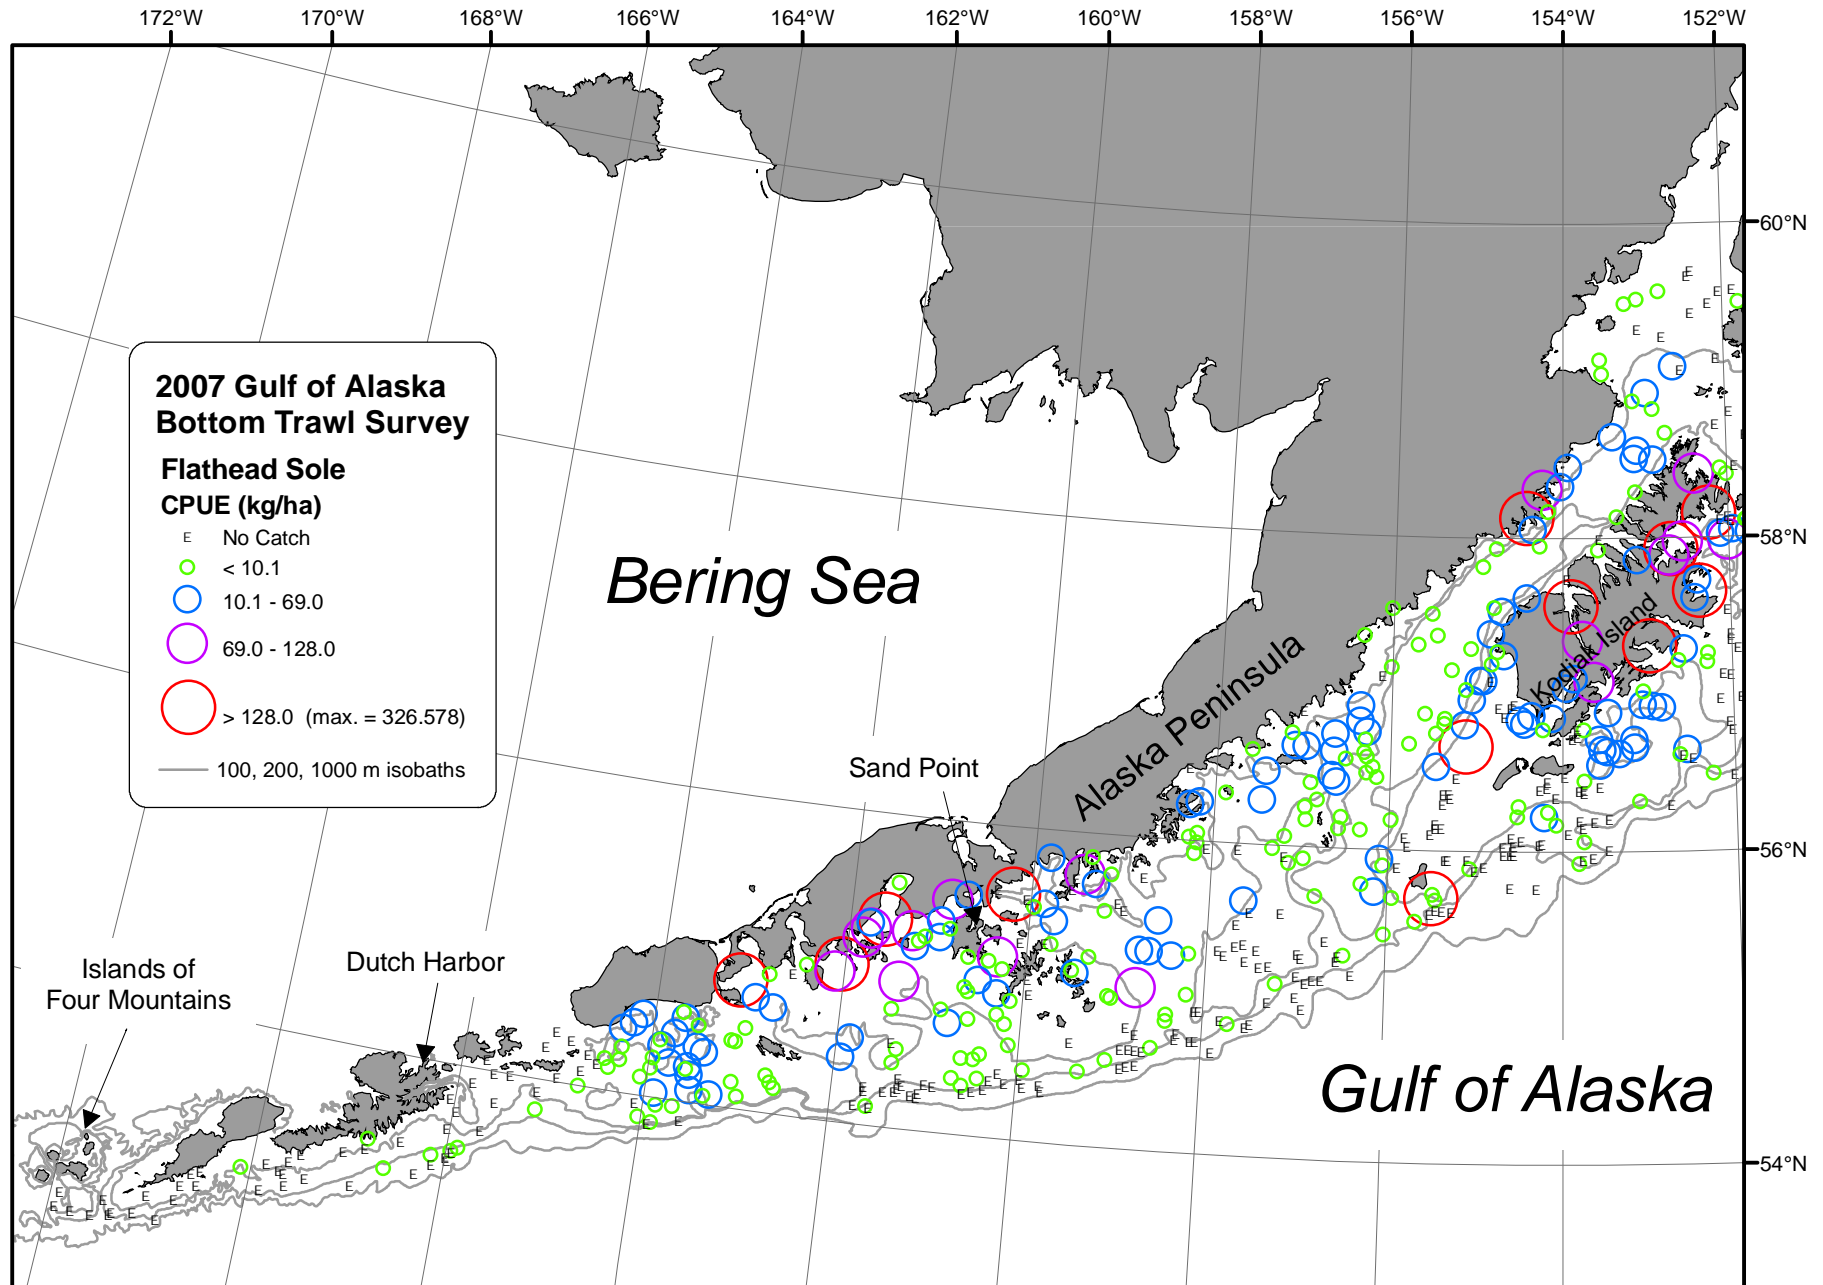 172°W 170°W 168°W 166°W 164°W 162°W 160°W 158°W 156°W 154°W 152°W
60°N
2007 Gulf of Alaska
Bottom Trawl Survey
Flathead Sole
CPUE (kg/ha)
E No Catch
< 10.1
10.1 - 69.0
69.0 - 128.0
> 128.0 (max. = 326.578)
100, 200, 1000 m isobaths
58°N
Bering Sea
Kodiak Island
Alaska Peninsula
Sand Point
56°N
Dutch Harbor
Islands of
Four Mountains
Gulf of Alaska
54°N